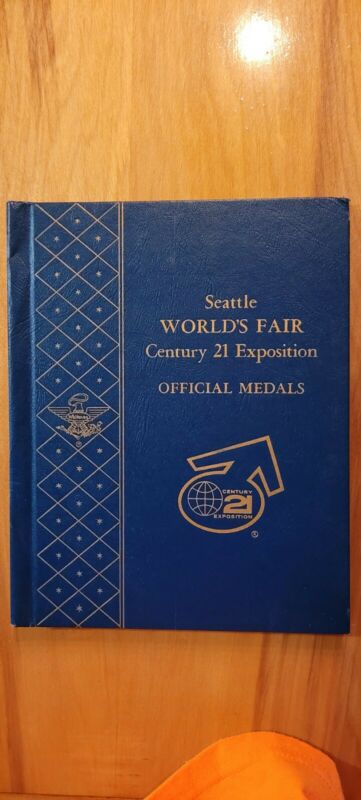 Seattle
WORLD'S FAIR
Century 21 Exposition
OFFICIAL MEDALS
CENTURY
21
EXPOSITION
®